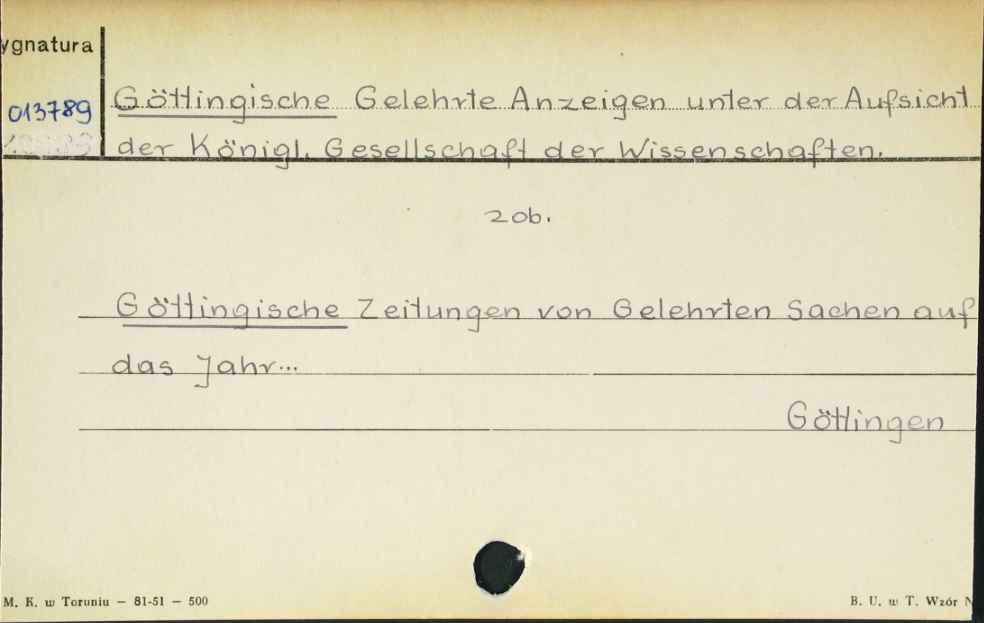 ygnatura
013789
Göttingische Gelehrte Anzeigen unter der Aufsicht
der Königl. Gesellschaft der Wissenschaften.
zob.
Göttingische Zeitungen von Gelehrten Sachen auf
das Jahr...
Göttingen
M. K. w Toruniu — 81-51 — 500
B. U. w T. Wzór N